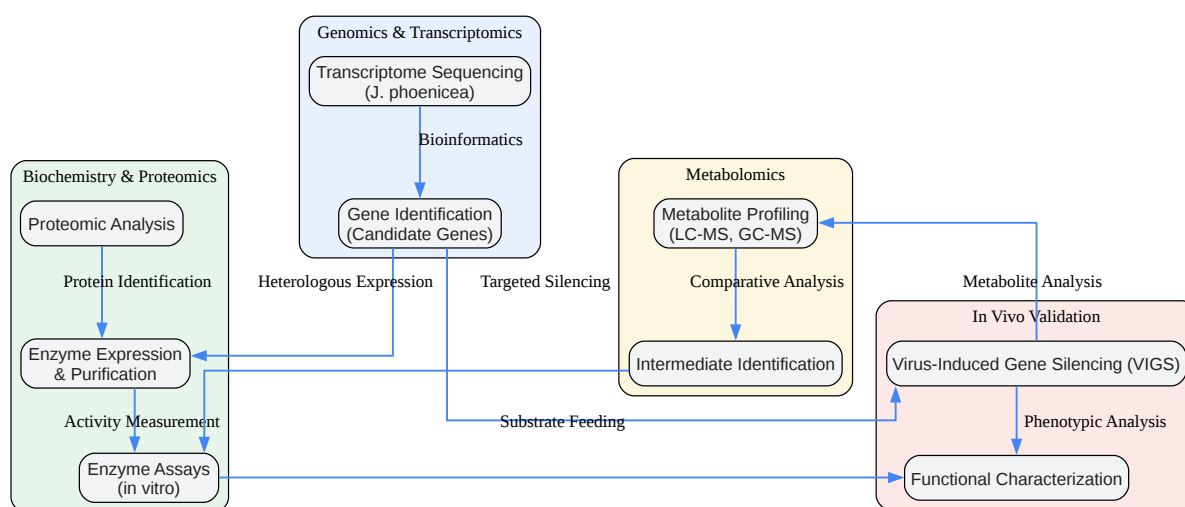 Genomics & Transcriptomics
Transcriptome Sequencing
(J. phoenicea)
Bioinformatics
Gene Identification
(Candidate Genes)
Biochemistry & Proteomics
Proteomic Analysis
Protein Identification
Heterologous Expression
Targeted Silencing
Enzyme Expression
& Purification
Activity Measurement
Enzyme Assays
(in vitro)
Metabolomics
Metabolite Profiling
(LC-MS, GC-MS)
Comparative Analysis
Intermediate Identification
Substrate Feeding
Metabolite Analysis
In Vivo Validation
Virus-Induced Gene Silencing (VIGS)
Phenotypic Analysis
Functional Characterization